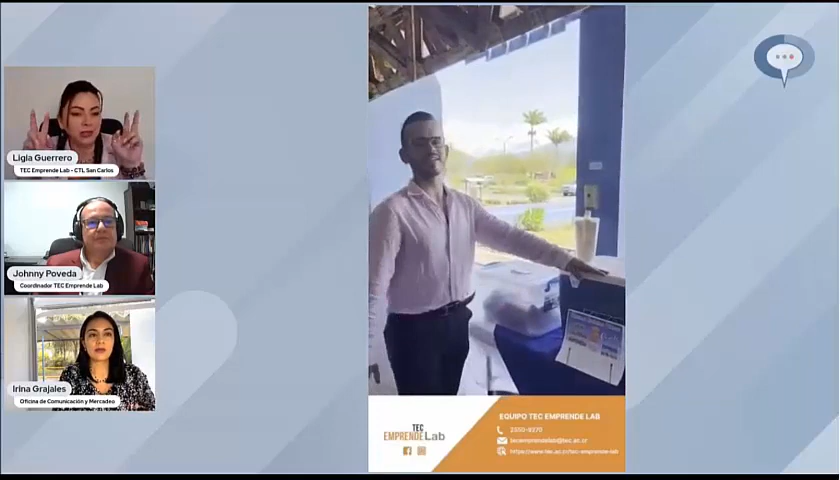 Ligia Guerrero
TEC Emprende Lab - CTL San Carlos
Johnny Poveda
Coordinador TEC Emprende Lab
Irina Grajales
Oficina de Comunicación y Mercadeo
TEC
EMPRENDE Lab
EQUIPO TEC EMPRENDE LAB
2550-9270
tecemprendelab@tec.ac.cr
https://www.tec.ac.cr/tec-emprende-lab